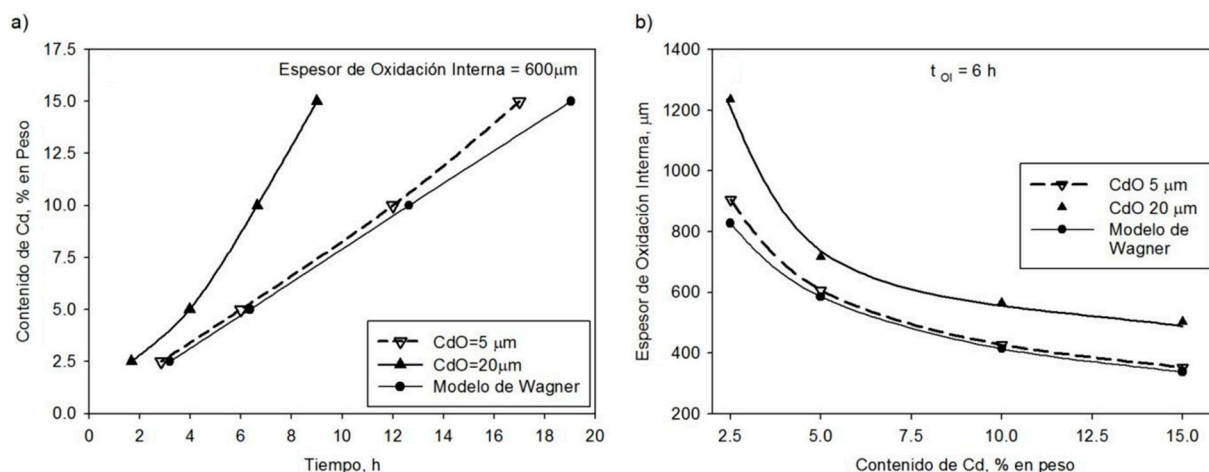 a)
Contenido de Cd, % en Peso
17.5
15.0
12.5
10.0
7.5
5.0
2.5
0.0
Espesor de Oxidación Interna = 600μm
CdO=5 μm
CdO=20μm
Modelo de Wagner
0 2 4 6 8 10 12 14 16 18 20
Tiempo, h
b)
Espesor de Oxidación Interna, μm
1400
1200
1000
800
600
400
200
t OI = 6 h
CdO 5 μm
CdO 20 μm
Modelo de
Wagner
2.5 5.0 7.5 10.0 12.5 15.0
Contenido de Cd, % en peso